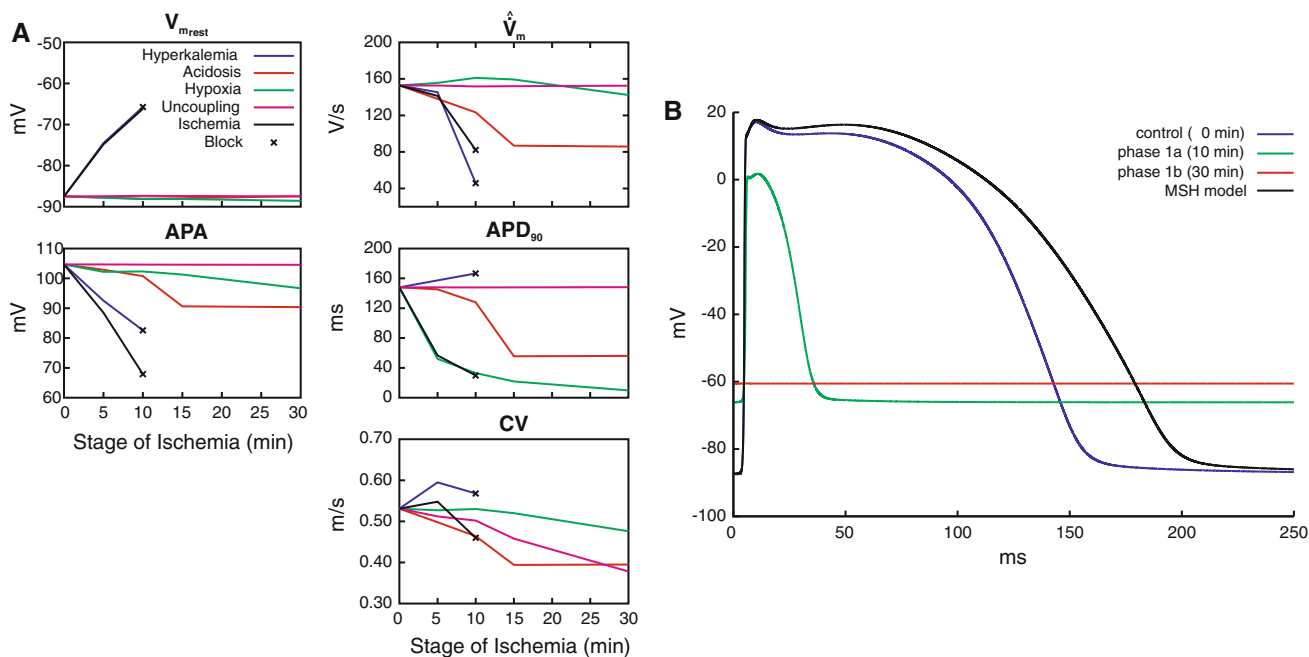 A
V_mrest
-50
-60
-70
-80
-90
mV
Hyperkalemia
Acidosis
Hypoxia
Uncoupling
Ischemia
Block ×
V̇̂_m
200
160
120
80
40
V/s
APA
110
100
90
80
70
60
mV
0 5 10 15 20 25 30
Stage of Ischemia (min)
APD₉₀
200
160
120
80
40
0
ms
CV
0.70
0.60
0.50
0.40
0.30
m/s
0 5 10 15 20 25 30
Stage of Ischemia (min)
B
20
0
-20
-40
-60
-80
-100
mV
control ( 0 min)
phase 1a (10 min)
phase 1b (30 min)
MSH model
0 50 100 150 200 250
ms